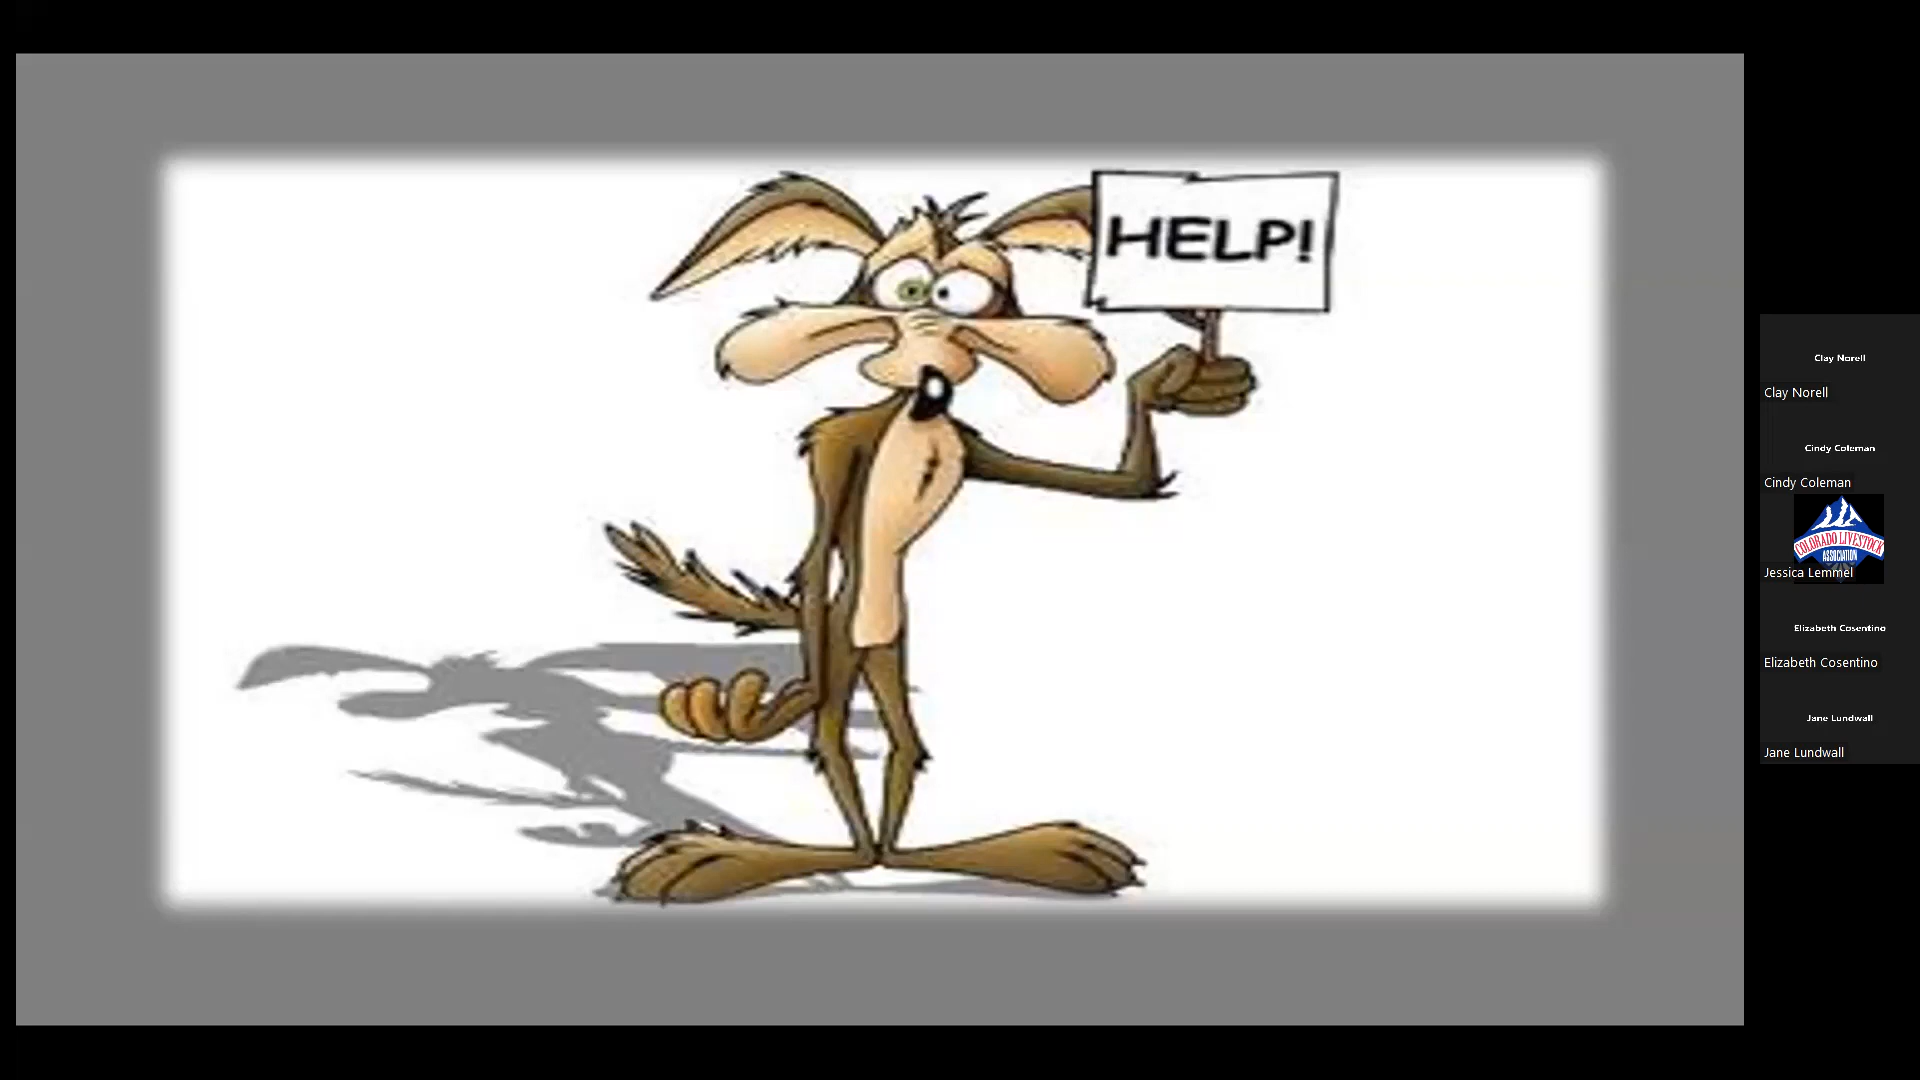 HELP!
Clay Norell
Clay Norell
Cindy Coleman
Cindy Coleman
COLORADO LIVESTOCK
ASSOCIATION
Jessica Lemmel
Elizabeth Cosentino
Elizabeth Cosentino
Jane Lundwall
Jane Lundwall